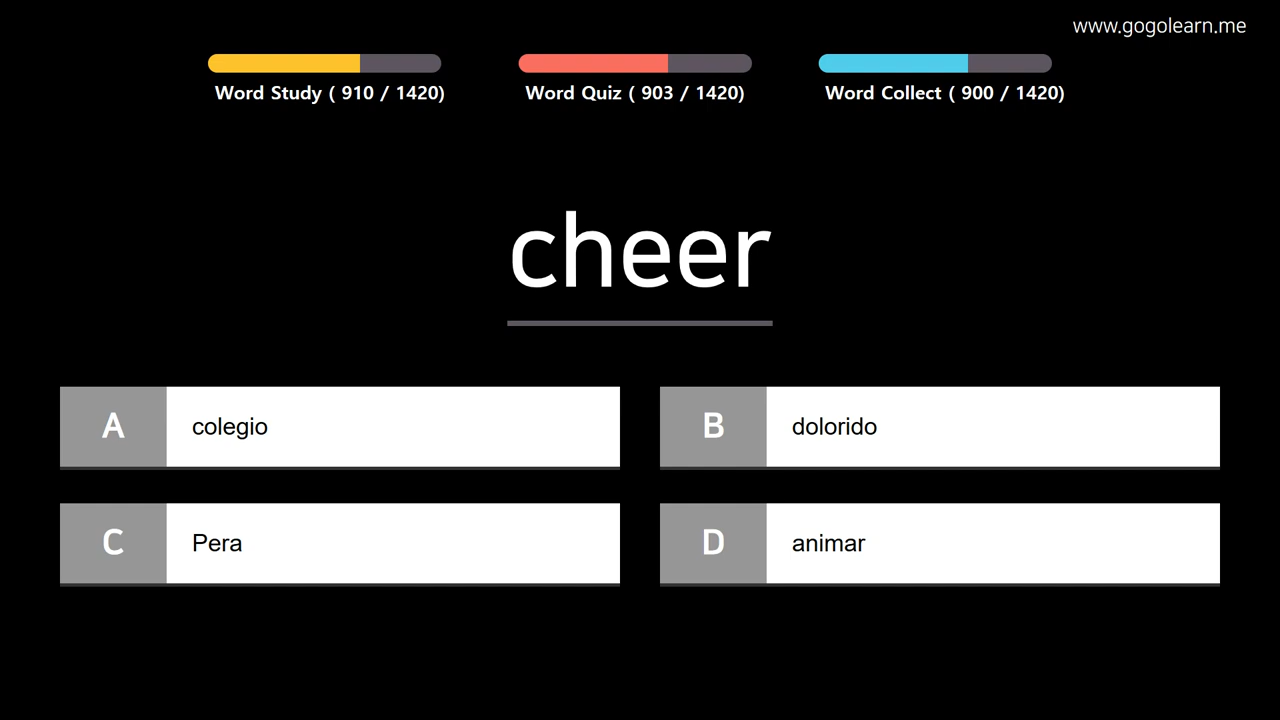 www.gogolearn.me
Word Study ( 910 / 1420)
Word Quiz ( 903 / 1420)
Word Collect ( 900 / 1420)
cheer
A colegio
B dolorido
C Pera
D animar